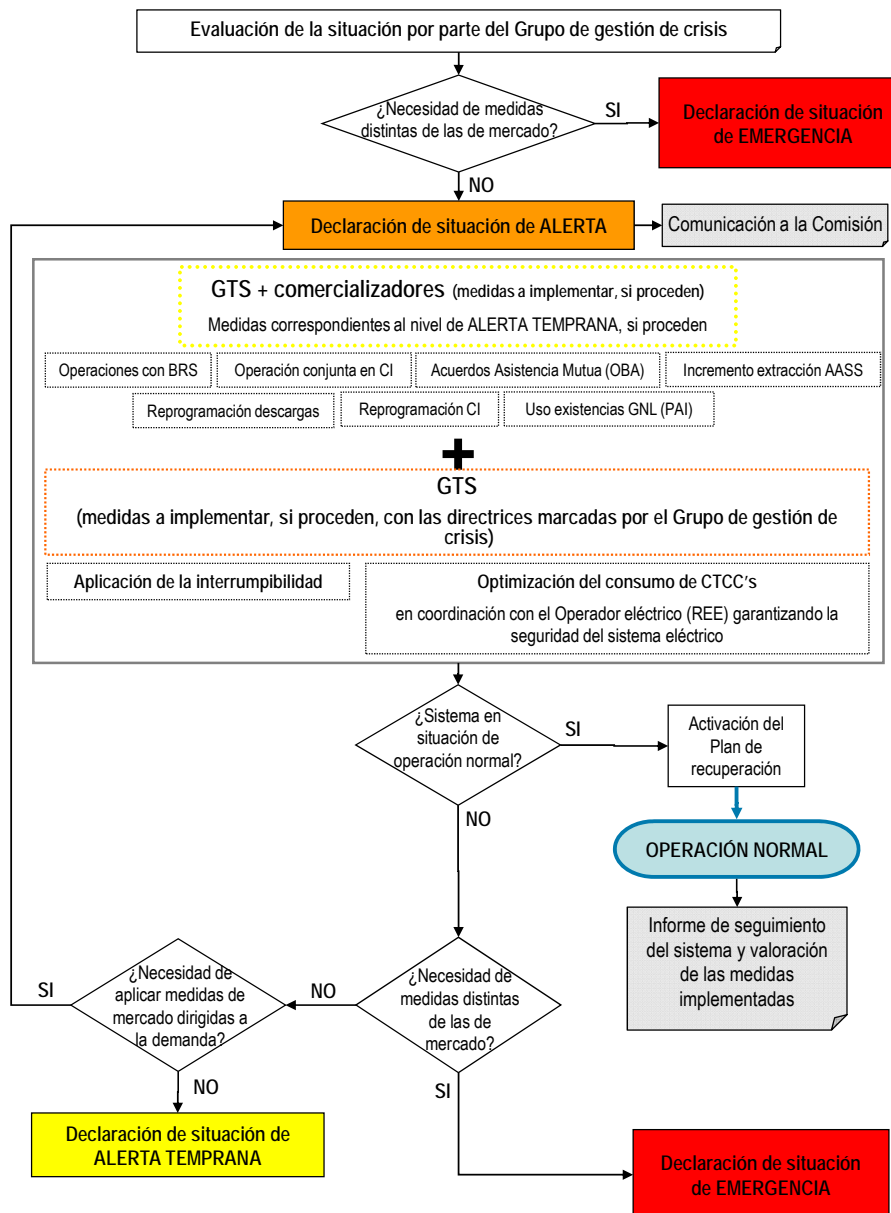 Evaluación de la situación por parte del Grupo de gestión de crisis
¿Necesidad de medidas
distintas de las de mercado?
SI
Declaración de situación
de EMERGENCIA
NO
Declaración de situación de ALERTA
Comunicación a la Comisión
GTS + comercializadores (medidas a implementar, si proceden)
Medidas correspondientes al nivel de ALERTA TEMPRANA, si proceden
Operaciones con BRS
Operación conjunta en CI
Acuerdos Asistencia Mutua (OBA)
Incremento extracción AASS
Reprogramación descargas
Reprogramación CI
Uso existencias GNL (PAI)
+
GTS
(medidas a implementar, si proceden, con las directrices marcadas por el Grupo de gestión de
crisis)
Aplicación de la interrumpibilidad
Optimización del consumo de CTCC's
en coordinación con el Operador eléctrico (REE) garantizando la
seguridad del sistema eléctrico
¿Sistema en
situación de
operación normal?
SI
Activación del
Plan de
recuperación
NO
OPERACIÓN NORMAL
Informe de seguimiento
del sistema y valoración
de las medidas
implementadas
¿Necesidad de
medidas distintas
de las de
mercado?
NO
¿Necesidad de
aplicar medidas de
mercado dirigidas a
la demanda?
SI
NO
SI
Declaración de situación de
ALERTA TEMPRANA
Declaración de situación
de EMERGENCIA